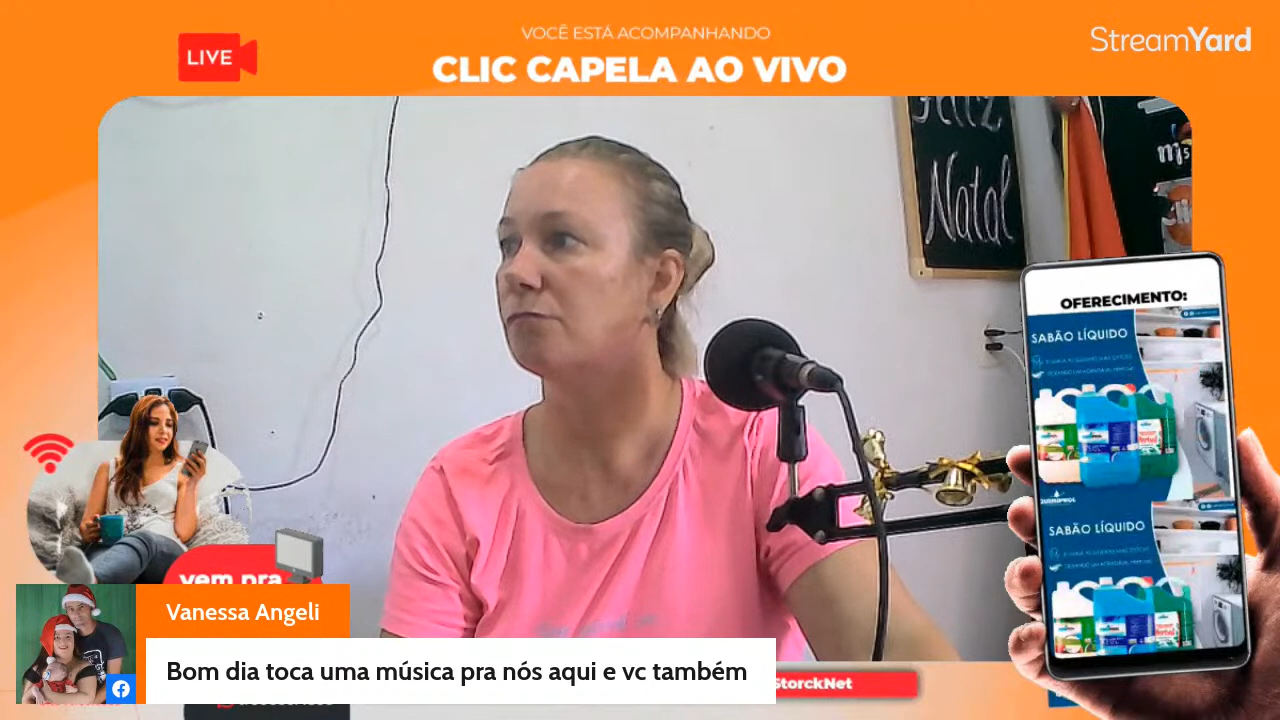 LIVE
VOCÊ ESTÁ ACOMPANHANDO
CLIC CAPELA AO VIVO
StreamYard
Feliz
Natal
OFERECIMENTO:
SABÃO LÍQUIDO
SABÃO LÍQUIDO
vem pra
Vanessa Angeli
Bom dia toca uma música pra nós aqui e vc também
StorckNet